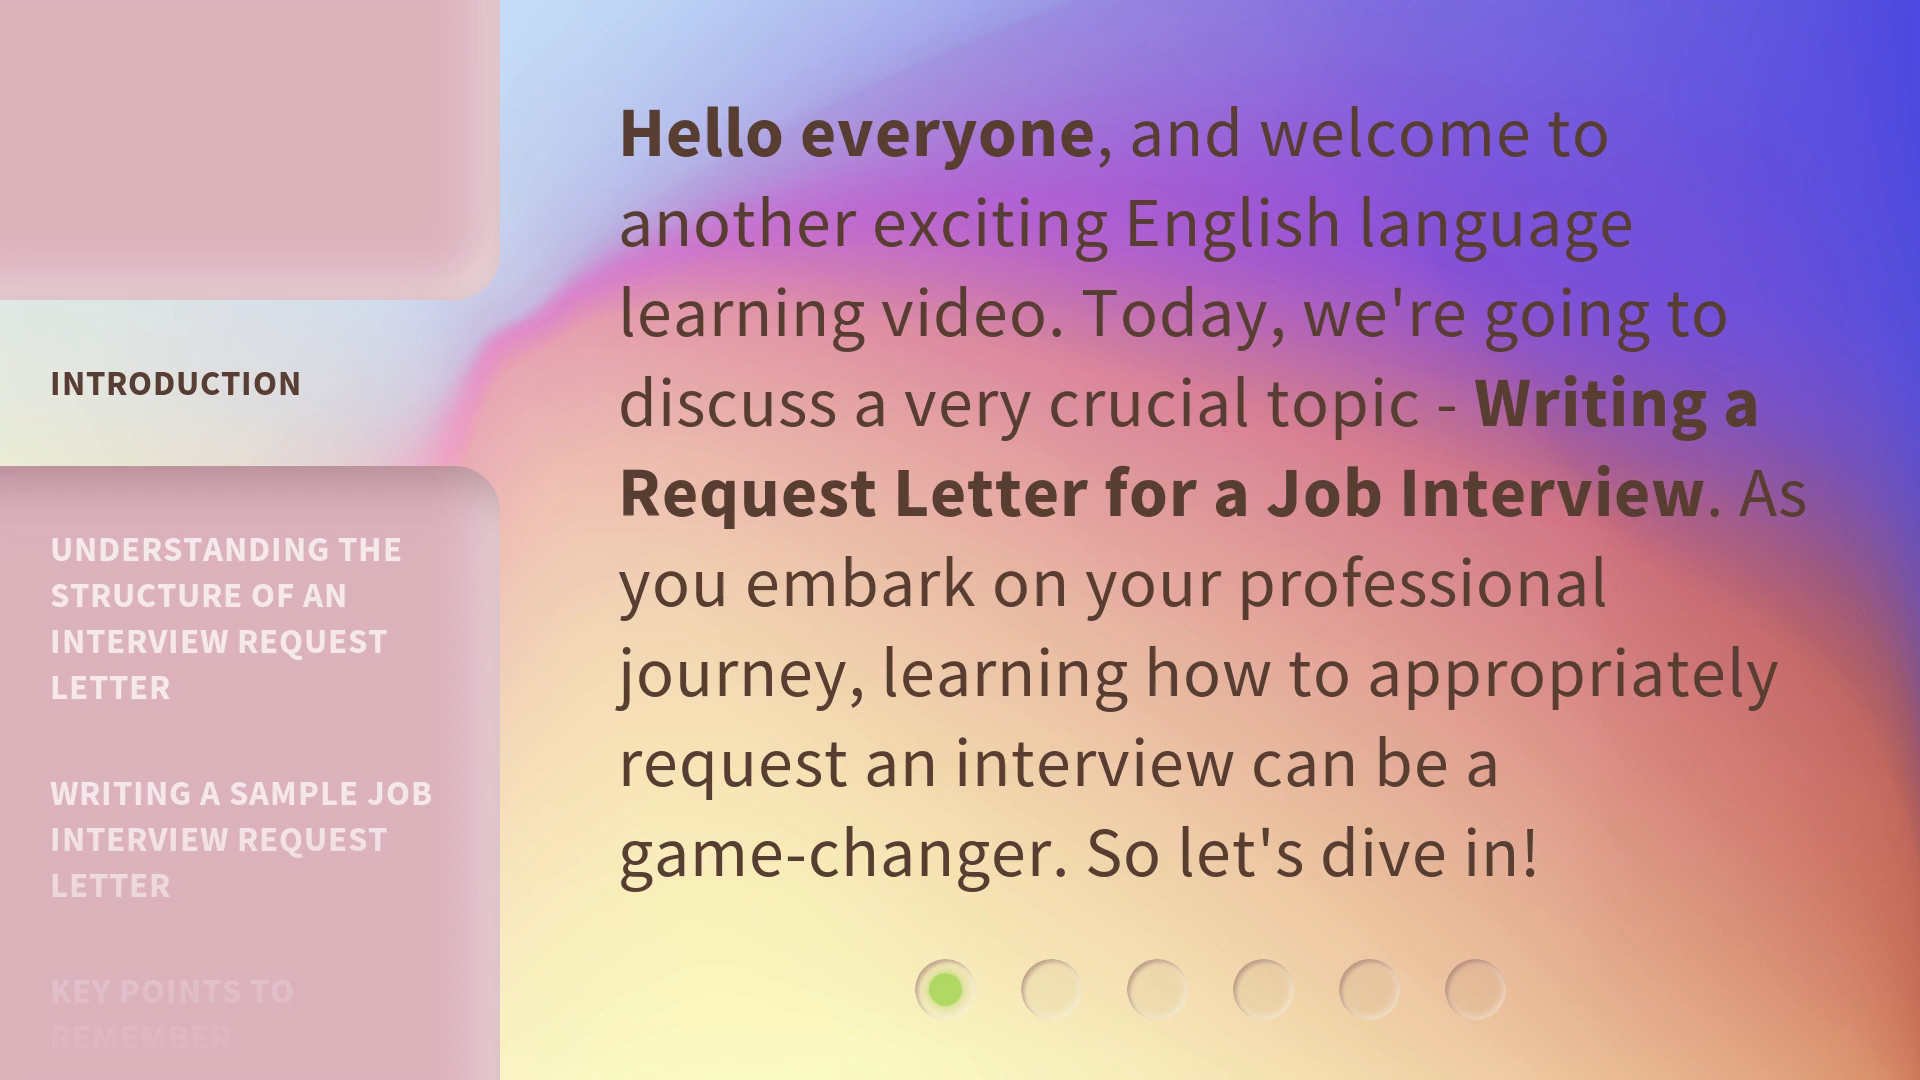 INTRODUCTION
UNDERSTANDING THE
STRUCTURE OF AN
INTERVIEW REQUEST
LETTER
WRITING A SAMPLE JOB
INTERVIEW REQUEST
LETTER
KEY POINTS TO
REMEMBER
Hello everyone, and welcome to
another exciting English language
learning video. Today, we're going to
discuss a very crucial topic - Writing a
Request Letter for a Job Interview. As
you embark on your professional
journey, learning how to appropriately
request an interview can be a
game-changer. So let's dive in!